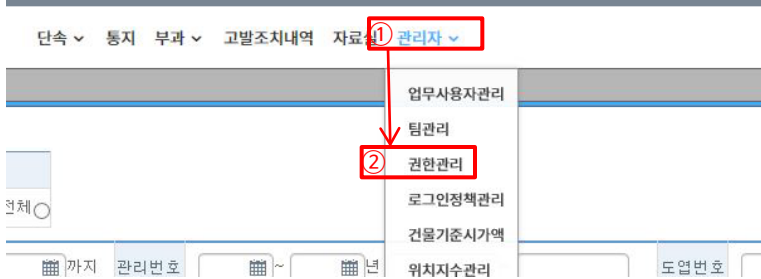 단속 통지 부과 고발조치내역 자료실 ① 관리자
업무사용자관리
팀관리
② 권한관리
전체
로그인정책관리
건물기준시가액
까지 관리번호 ~ 년 위치지수관리 도엽번호